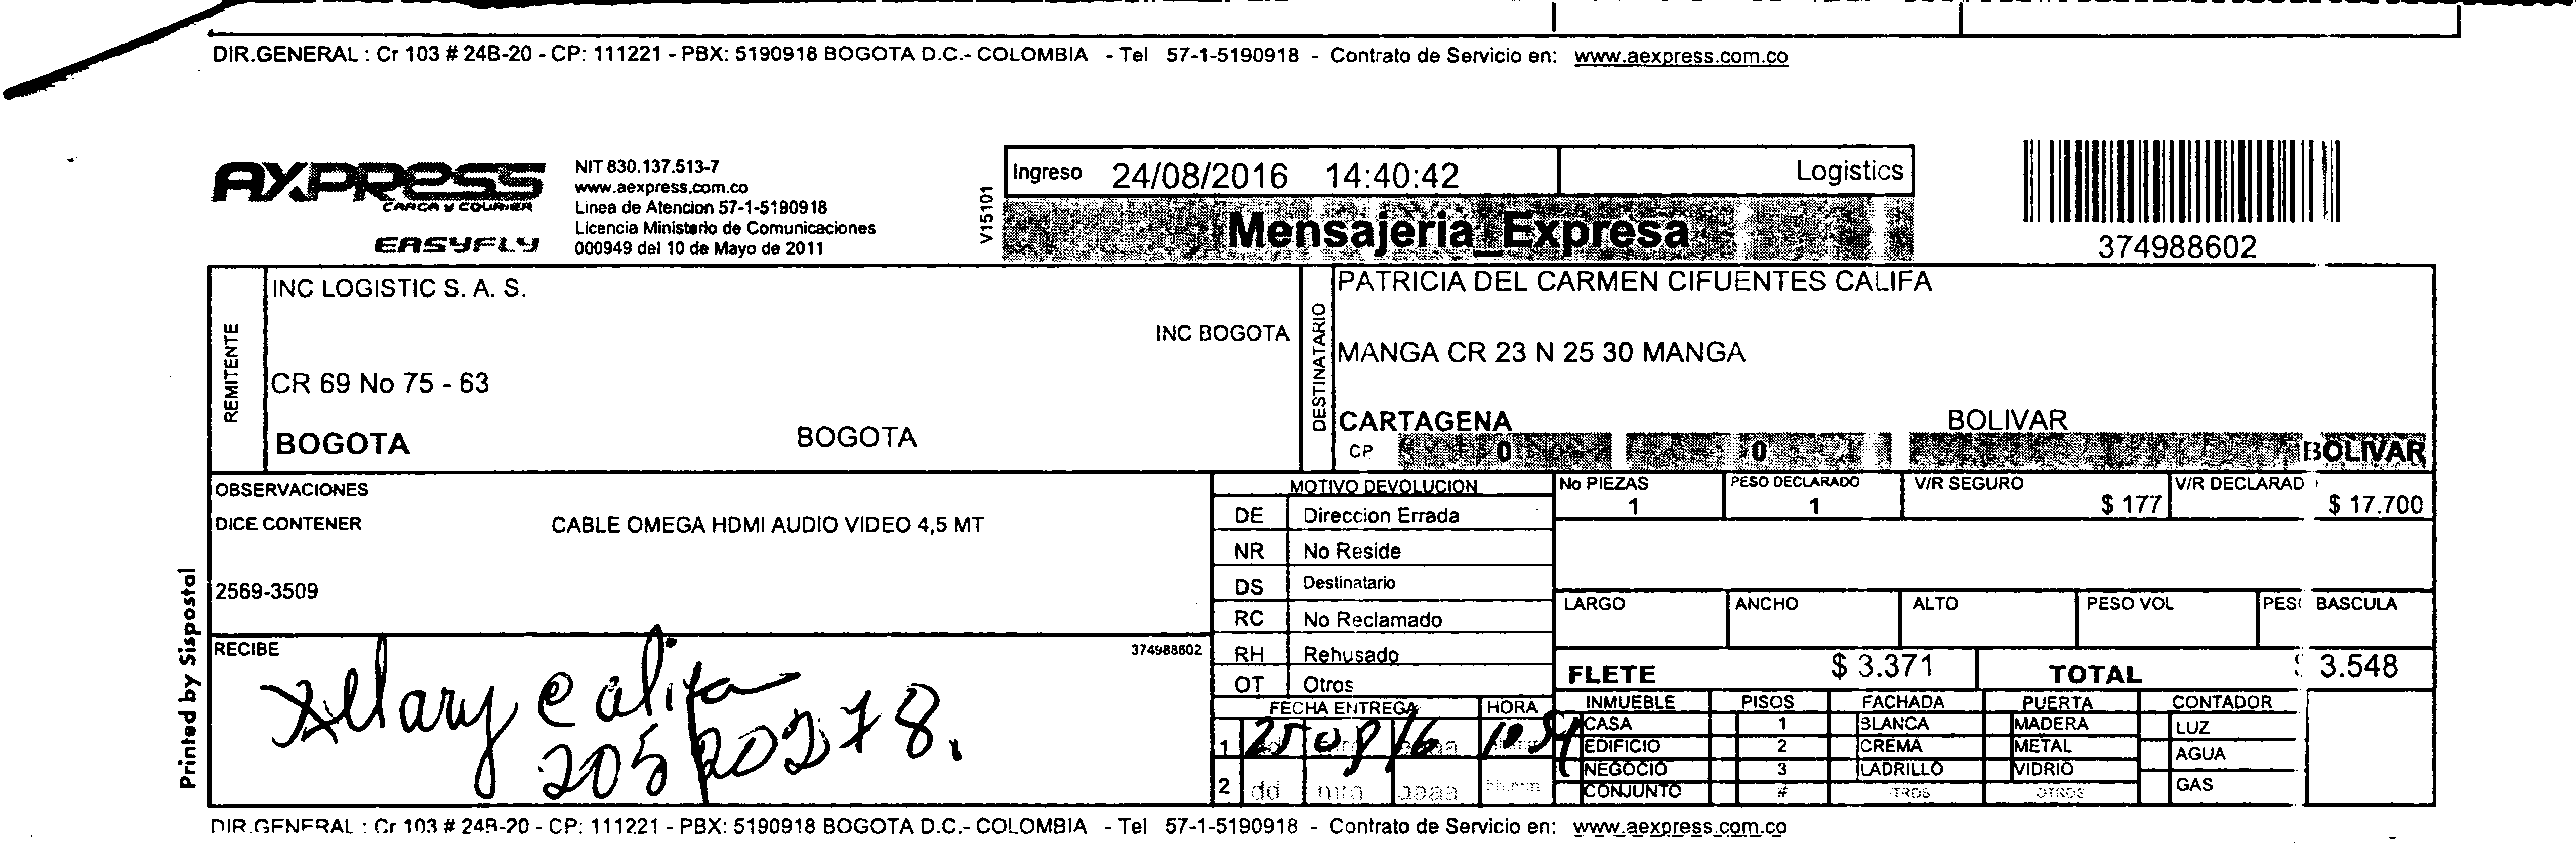 DIR.GENERAL : Cr 103 # 24B-20 - CP: 111221 - PBX: 5190918 BOGOTA D.C.- COLOMBIA - Tel 57-1-5190918 - Contrato de Servicio en: www.aexpress.com.co
AXPRESS
CARGA Y COURIER
EASYFLY
NIT 830.137.513-7
www.aexpress.com.co
Linea de Atencion 57-1-5190918
Licencia Ministerio de Comunicaciones
000949 del 10 de Mayo de 2011
V15101
Ingreso 24/08/2016 14:40:42 Logistics
Mensajeria_Expresa
374988602
REMITENTE
INC LOGISTIC S. A. S.
INC BOGOTA
CR 69 No 75 - 63
BOGOTA BOGOTA
DESTINATARIO
PATRICIA DEL CARMEN CIFUENTES CALIFA
MANGA CR 23 N 25 30 MANGA
CARTAGENA BOLIVAR
CP 0 0 BOLIVAR
OBSERVACIONES
DICE CONTENER CABLE OMEGA HDMI AUDIO VIDEO 4,5 MT
2569-3509
Printed by Sispostal
RECIBE 374988602
Califa
MOTIVO DEVOLUCION
DE Direccion Errada
NR No Reside
DS Destinatario
RC No Reclamado
RH Rehusado
OT Otros
FECHA ENTREGA HORA
1 25 08 16 10 54
2 dd mm aaaa hh:mm
No PIEZAS PESO DECLARADO V/R SEGURO V/R DECLARAD
1 1 $ 177 $ 17.700
LARGO ANCHO ALTO PESO VOL PESO BASCULA
FLETE $ 3.371 TOTAL $ 3.548
INMUEBLE PISOS FACHADA PUERTA CONTADOR
CASA 1 BLANCA MADERA LUZ
EDIFICIO 2 CREMA METAL AGUA
NEGOCIO 3 LADRILLO VIDRIO GAS
CONJUNTO # OTROS OTROS
DIR.GENERAL : Cr 103 # 24B-20 - CP: 111221 - PBX: 5190918 BOGOTA D.C.- COLOMBIA - Tel 57-1-5190918 - Contrato de Servicio en: www.aexpress.com.co